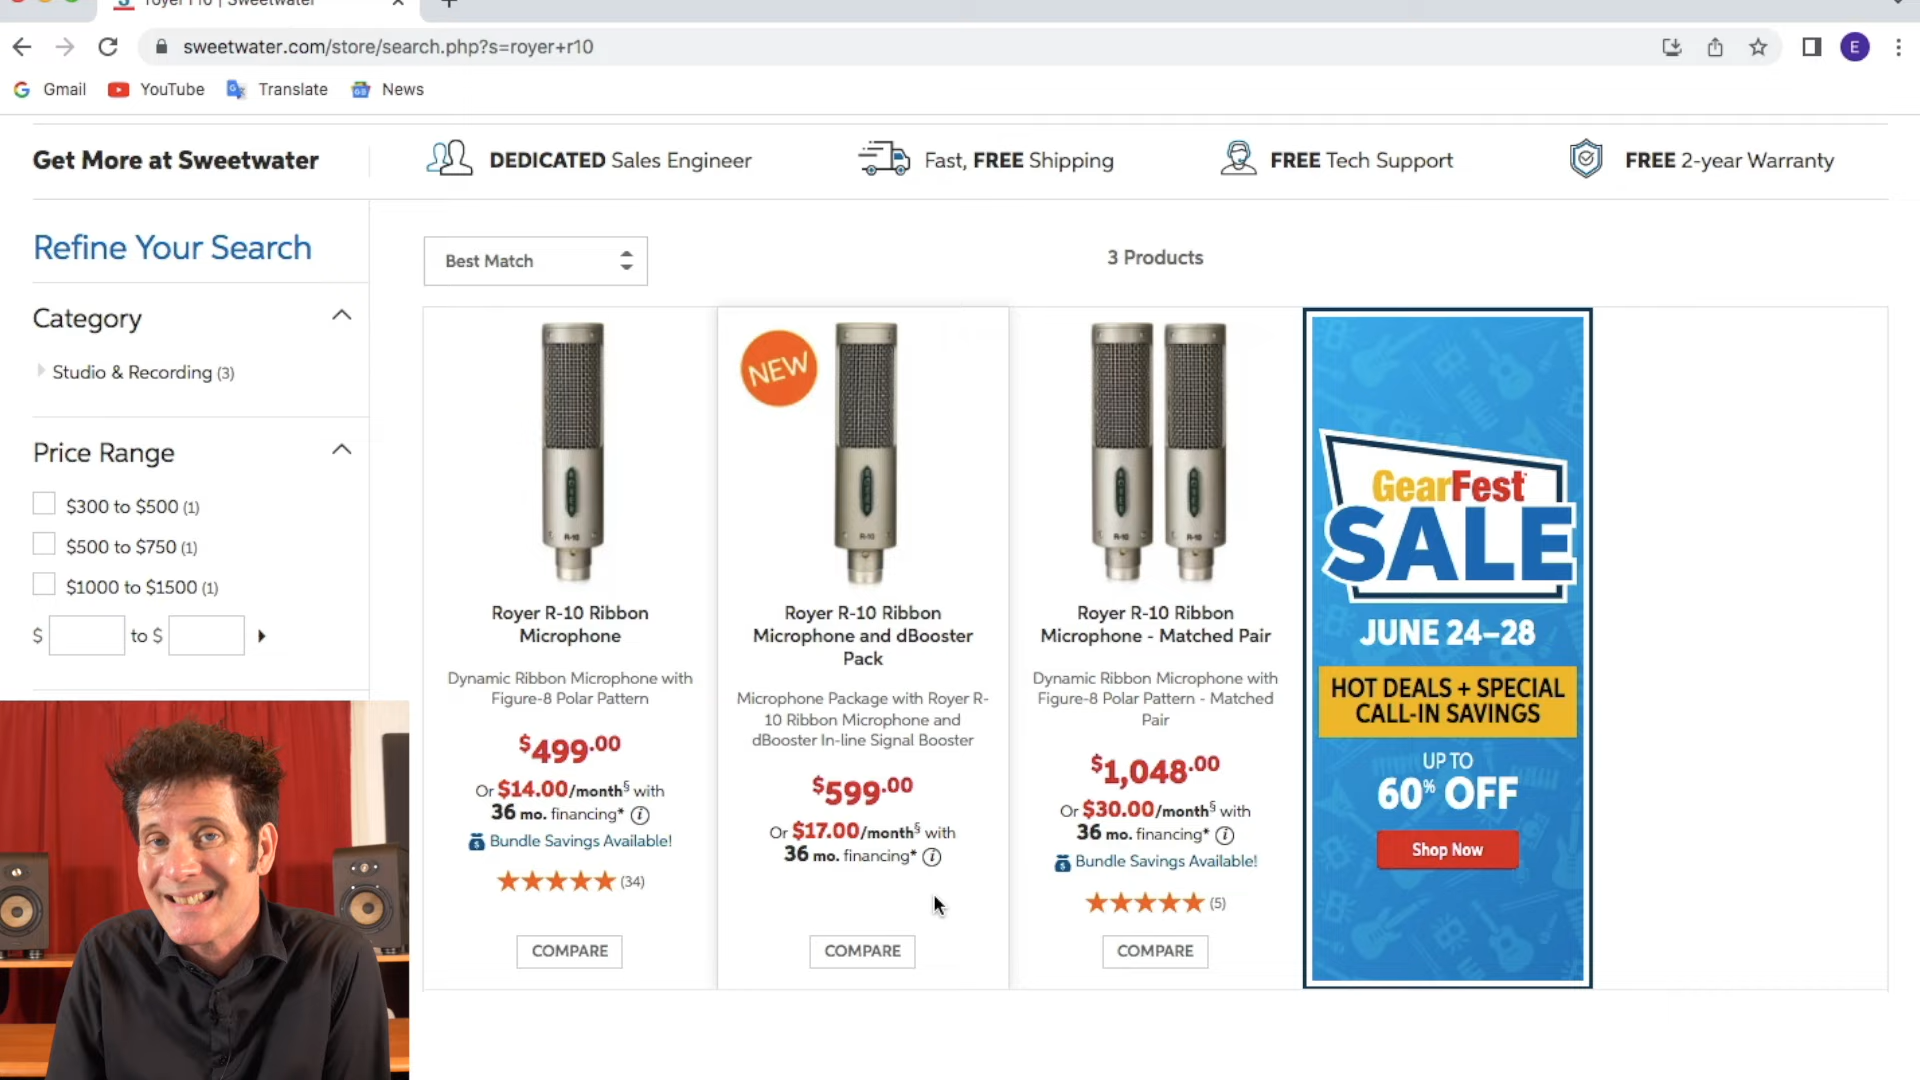 royer r10 | Sweetwater
sweetwater.com/store/search.php?s=royer+r10
E
Gmail
YouTube
Translate
News
Get More at Sweetwater
DEDICATED Sales Engineer
Fast, FREE Shipping
FREE Tech Support
FREE 2-year Warranty
Refine Your Search
Category
Studio & Recording (3)
Price Range
$300 to $500 (1)
$500 to $750 (1)
$1000 to $1500 (1)
$ to $
Best Match
3 Products
R-10
Royer R-10 Ribbon
Microphone
Dynamic Ribbon Microphone with
Figure-8 Polar Pattern
$499.00
Or $14.00/month§ with
36 mo. financing*
Bundle Savings Available!
(34)
COMPARE
NEW
R-10
Royer R-10 Ribbon
Microphone and dBooster
Pack
Microphone Package with Royer R-
10 Ribbon Microphone and
dBooster In-line Signal Booster
$599.00
Or $17.00/month§ with
36 mo. financing*
COMPARE
R-10
R-10
Royer R-10 Ribbon
Microphone - Matched Pair
Dynamic Ribbon Microphone with
Figure-8 Polar Pattern - Matched
Pair
$1,048.00
Or $30.00/month§ with
36 mo. financing*
Bundle Savings Available!
(5)
COMPARE
GearFest
SALE
JUNE 24–28
HOT DEALS + SPECIAL
CALL-IN SAVINGS
UP TO
60% OFF
Shop Now